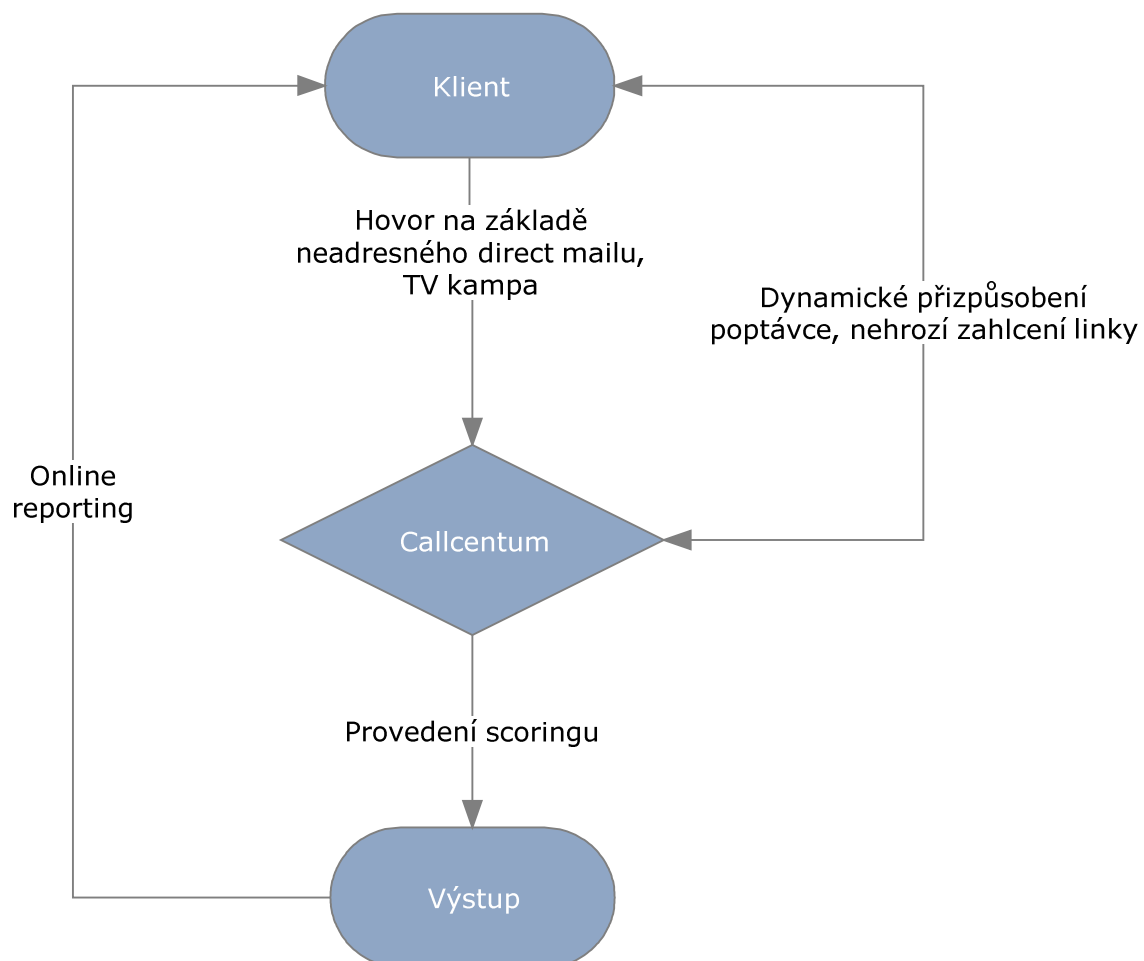 Klient
Hovor na základě
neadresného direct mailu,
TV kampa
Dynamické přizpůsobení
poptávce, nehrozí zahlcení linky
Online
reporting
Callcentum
Provedení scoringu
Výstup